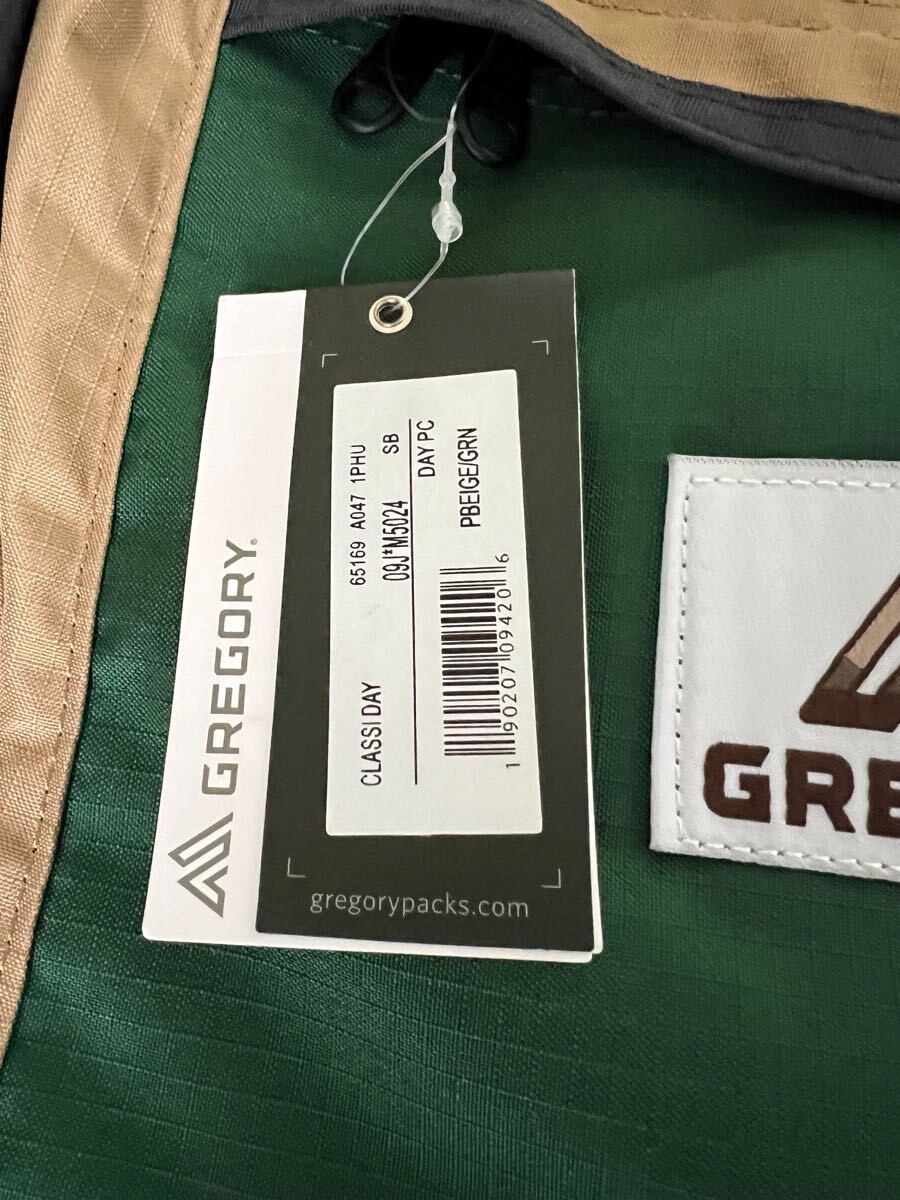 GREGORY®
65169 A047 1PHU
09J*M5024 SB
CLASSI DAY
DAY PC
PBEIGE/GRN
1 90207 09420 6
gregorypacks.com
GRE